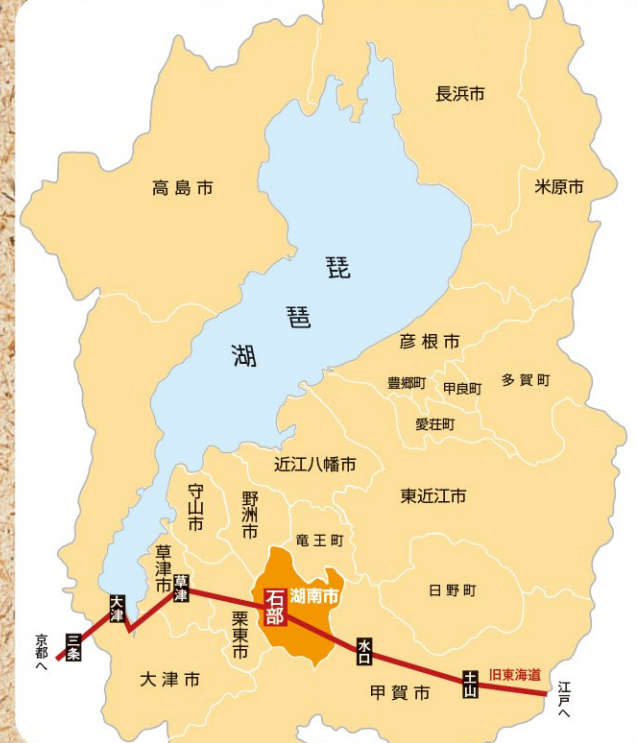 長浜市
米原市
高島市
琵琶湖
彦根市
豊郷町
甲良町
多賀町
愛荘町
近江八幡市
東近江市
守山市
野洲市
竜王町
草津市
日野町
湖南市
石部
栗東市
草津
大津
三条
京都へ
水口
土山
旧東海道
江戸へ
大津市
甲賀市